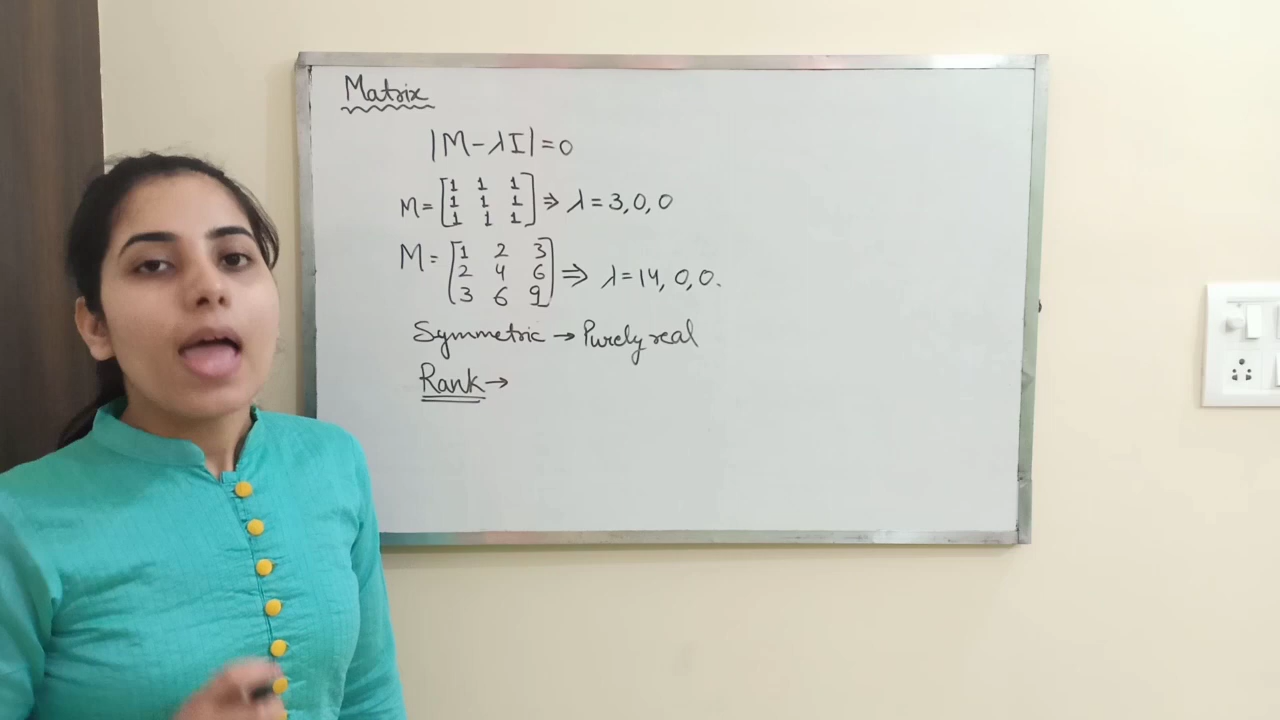 Matrix
|M-λI|=0
M = [1 1 1
1 1 1
1 1 1] ⇒ λ = 3, 0, 0
M = [1 2 3
2 4 6
3 6 9] ⇒ λ = 14, 0, 0.
Symmetric → Purely real
Rank →